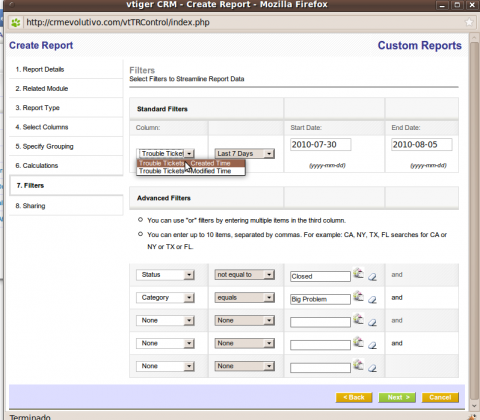 vtiger CRM - Create Report - Mozilla Firefox
http://crmevolutivo.com/vtTRControl/index.php
Create Report
Custom Reports
1. Report Details
2. Related Module
3. Report Type
4. Select Columns
5. Specify Grouping
6. Calculations
7. Filters
8. Sharing
Filters
Select Filters to Streamline Report Data
Standard Filters
Column:
Start Date:
End Date:
Trouble Ticket
Last 7 Days
2010-07-30
2010-08-05
(yyyy-mm-dd)
(yyyy-mm-dd)
Trouble Tickets - Created Time
Trouble Tickets - Modified Time
Advanced Filters
You can use "or" filters by entering multiple items in the third column.
You can enter up to 10 items, separated by commas. For example: CA, NY, TX, FL searches for CA or
NY or TX or FL.
Status
not equal to
Closed
and
Category
equals
Big Problem
and
None
None
and
None
None
and
None
None
< Back
Next >
Cancel
Terminado